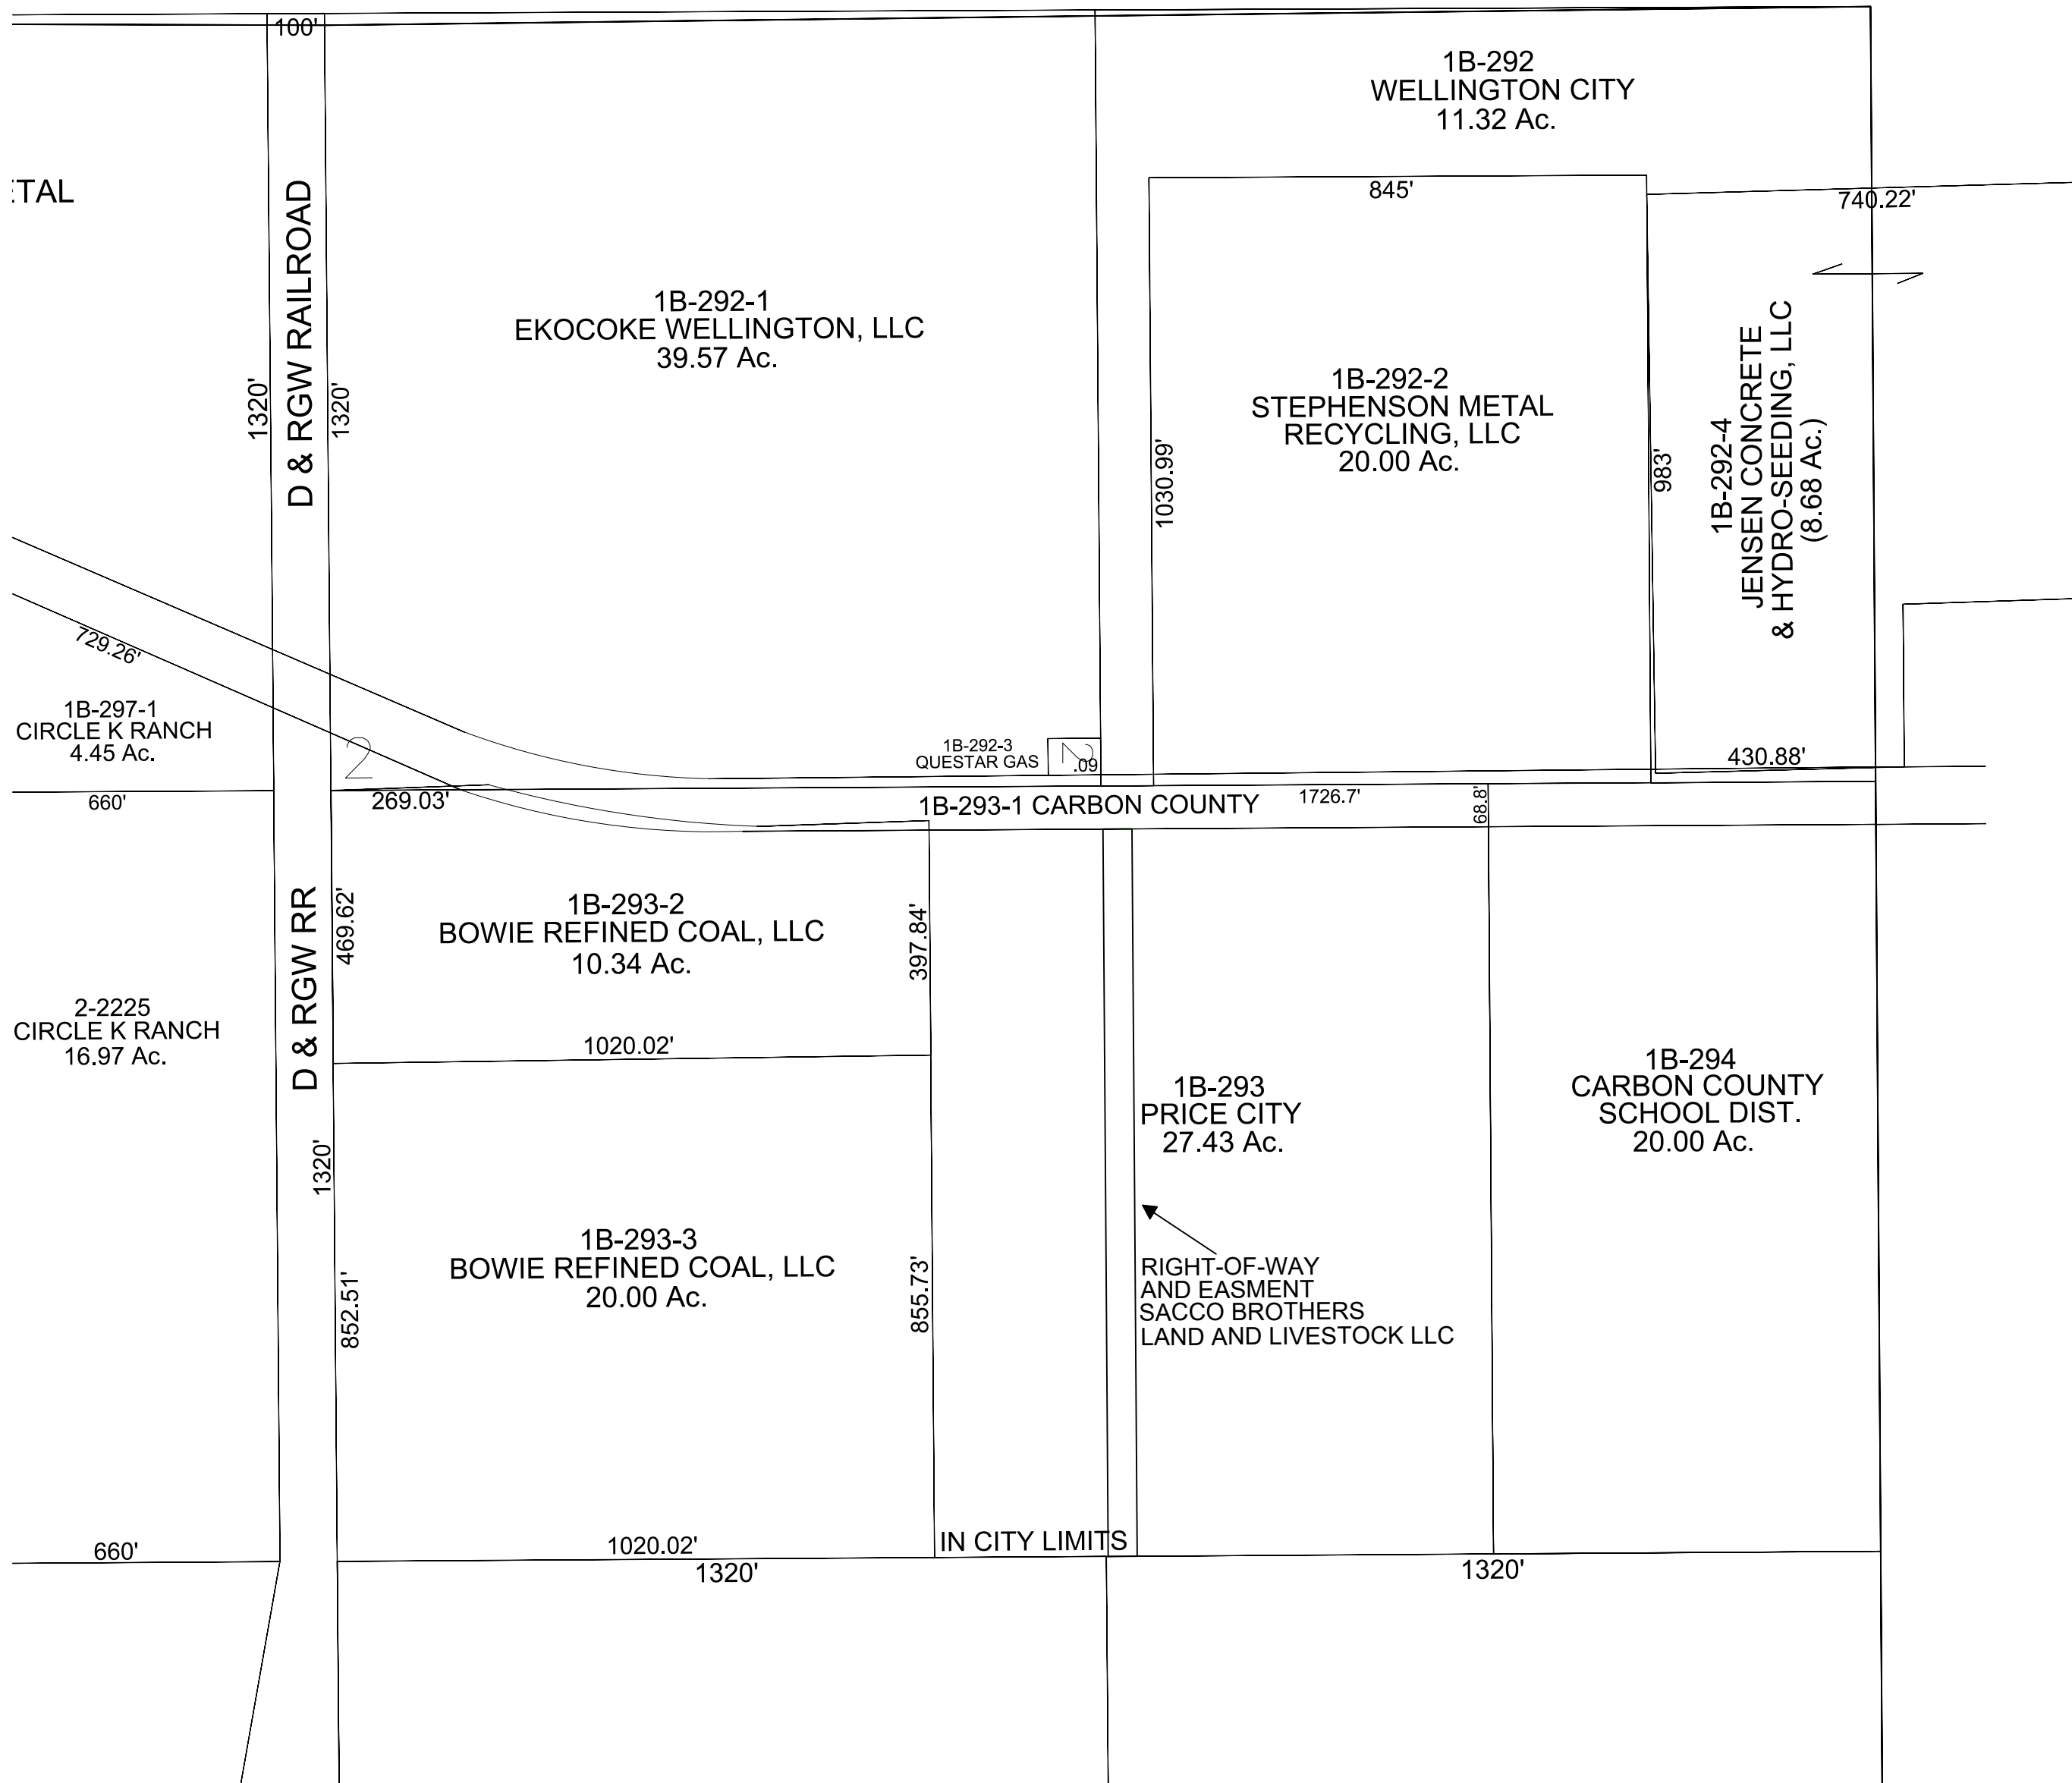 100'
1B-292
WELLINGTON CITY
11.32 Ac.
ETAL
D & RGW RAILROAD
845'
740.22'
1B-292-1
EKOCOKE WELLINGTON, LLC
39.57 Ac.
1320'
1320'
1B-292-2
STEPHENSON METAL
RECYCLING, LLC
20.00 Ac.
1030.99'
983'
1B-292-4
JENSEN CONCRETE
& HYDRO-SEEDING, LLC
(8.68 Ac.)
729.26'
1B-297-1
CIRCLE K RANCH
4.45 Ac.
2
1B-292-3
QUESTAR GAS
2
.09
430.88'
660'
269.03'
1B-293-1 CARBON COUNTY
1726.7'
68.8'
D & RGW RR
469.62'
1B-293-2
BOWIE REFINED COAL, LLC
10.34 Ac.
397.84'
2-2225
CIRCLE K RANCH
16.97 Ac.
1020.02'
1B-293
PRICE CITY
27.43 Ac.
1B-294
CARBON COUNTY
SCHOOL DIST.
20.00 Ac.
1320'
1B-293-3
BOWIE REFINED COAL, LLC
20.00 Ac.
852.51'
855.73'
RIGHT-OF-WAY
AND EASMENT
SACCO BROTHERS
LAND AND LIVESTOCK LLC
660'
1020.02'
IN CITY LIMITS
1320'
1320'